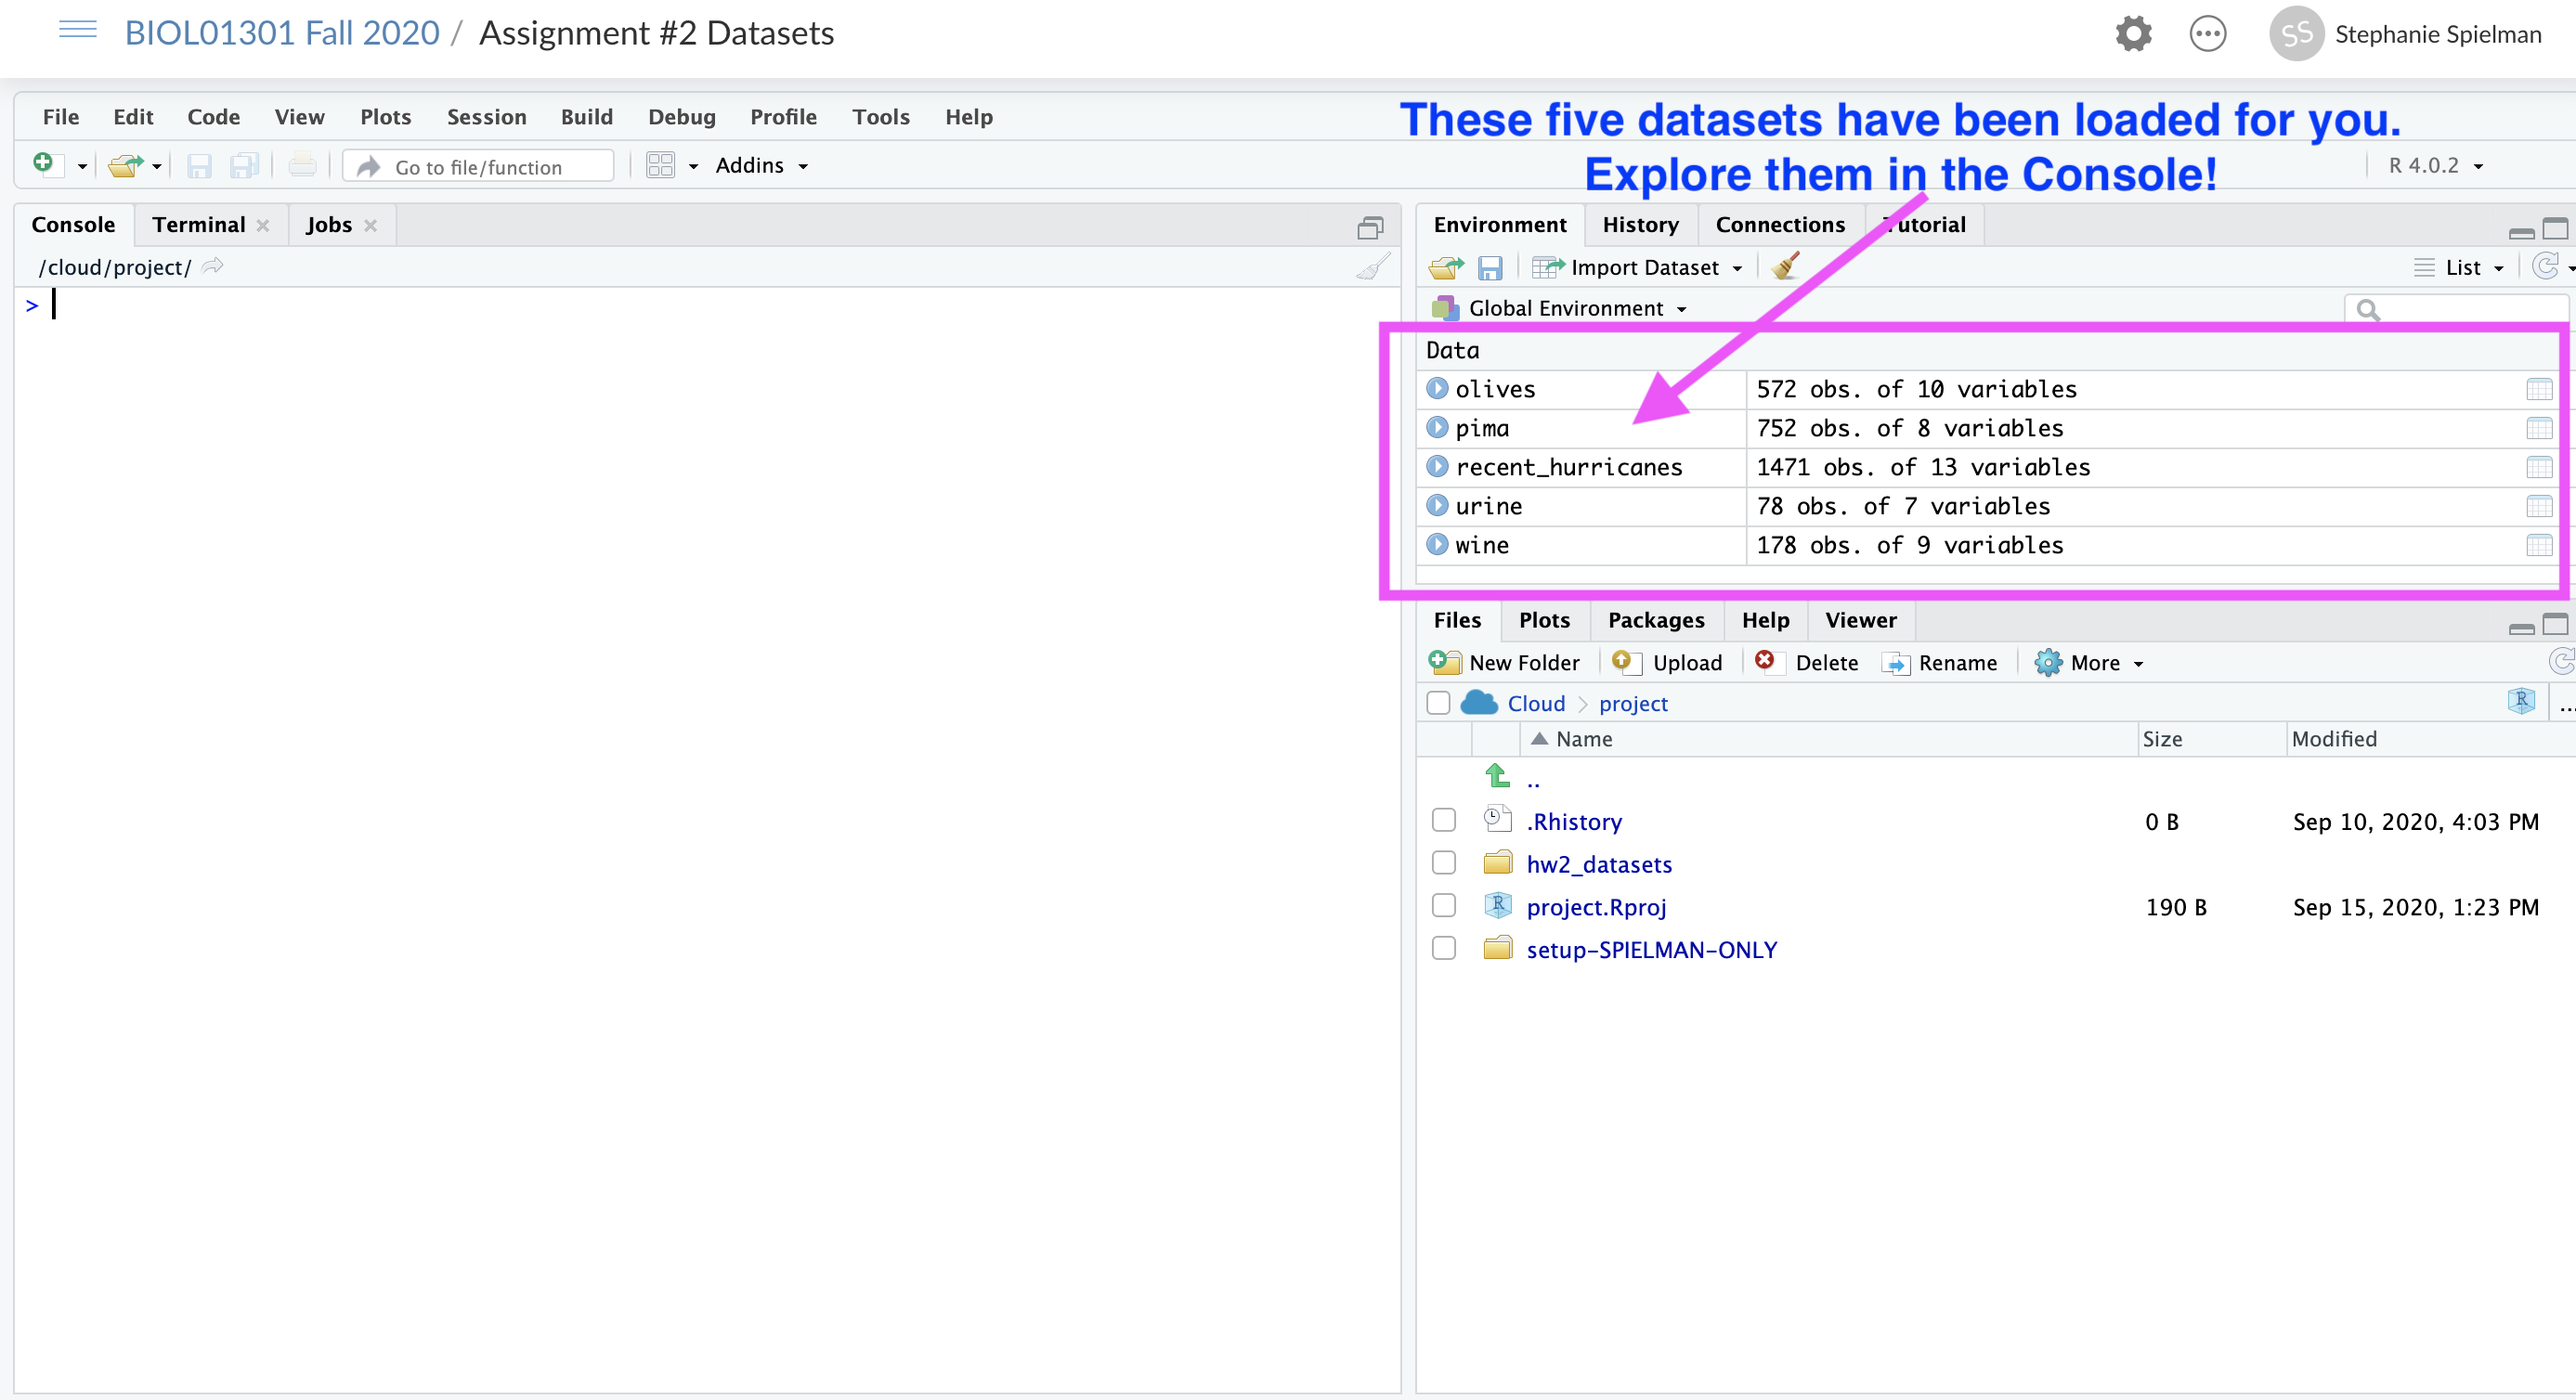 BIOL01301 Fall 2020 / Assignment #2 Datasets
SS Stephanie Spielman
File Edit Code View Plots Session Build Debug Profile Tools Help
These five datasets have been loaded for you.
Explore them in the Console!
Go to file/function Addins R 4.0.2
Console Terminal Jobs
/cloud/project/
>
Environment History Connections Tutorial
Import Dataset List
Global Environment
Data
olives 572 obs. of 10 variables
pima 752 obs. of 8 variables
recent_hurricanes 1471 obs. of 13 variables
urine 78 obs. of 7 variables
wine 178 obs. of 9 variables
Files Plots Packages Help Viewer
New Folder Upload Delete Rename More
Cloud project R ...
Name Size Modified
..
.Rhistory 0 B Sep 10, 2020, 4:03 PM
hw2_datasets
project.Rproj 190 B Sep 15, 2020, 1:23 PM
setup-SPIELMAN-ONLY